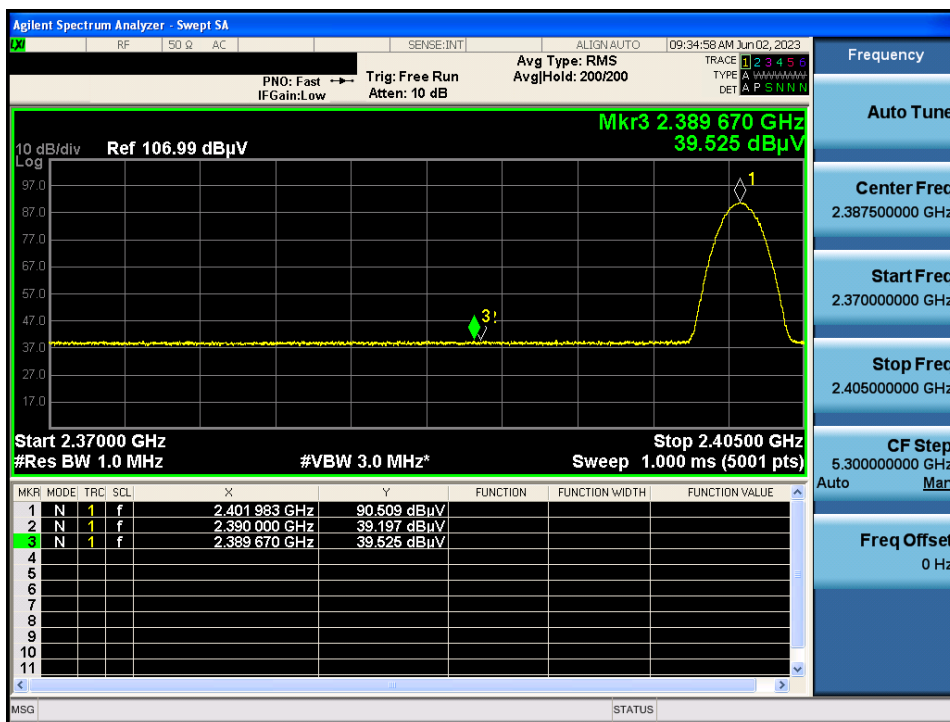 Agilent Spectrum Analyzer - Swept SA
LXI RF 50 Ω AC SENSE:INT ALIGN AUTO 09:34:58 AM Jun 02, 2023
Frequency
PNO: Fast Trig: Free Run Avg Type: RMS TRACE 1 2 3 4 5 6
IFGain:Low Atten: 10 dB Avg|Hold: 200/200 TYPE A WWWWW
DET A P S N N N
Auto Tune
Mkr3 2.389 670 GHz
39.525 dBµV
10 dB/div Ref 106.99 dBµV
Log
97.0
87.0
77.0
67.0
57.0
47.0
37.0
27.0
17.0
1
3
Center Freq
2.387500000 GHz
Start Freq
2.370000000 GHz
Stop Freq
2.405000000 GHz
CF Step
5.300000000 GHz
Auto Man
Freq Offset
0 Hz
Start 2.37000 GHz Stop 2.40500 GHz
#Res BW 1.0 MHz #VBW 3.0 MHz* Sweep 1.000 ms (5001 pts)
MKR MODE TRC SCL X Y FUNCTION FUNCTION WIDTH FUNCTION VALUE
1 N 1 f 2.401 983 GHz 90.509 dBµV
2 N 1 f 2.390 000 GHz 39.197 dBµV
3 N 1 f 2.389 670 GHz 39.525 dBµV
4
5
6
7
8
9
10
11
MSG STATUS